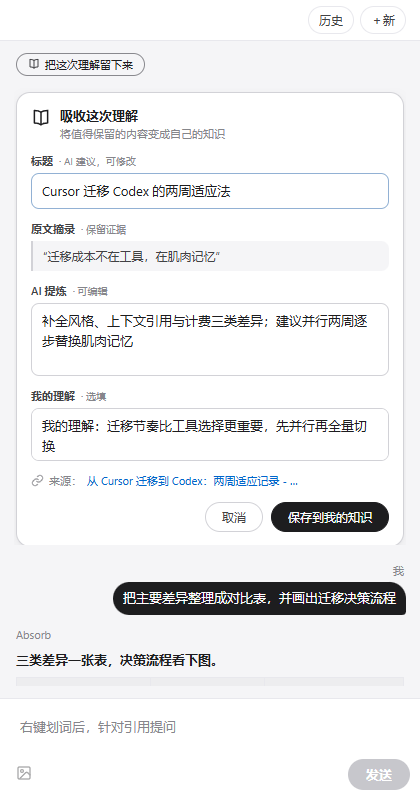 历史
+ 新
把这次理解留下来
吸收这次理解
将值得保留的内容变成自己的知识
标题 · AI 建议，可修改
Cursor 迁移 Codex 的两周适应法
原文摘录 · 保留证据
“迁移成本不在工具，在肌肉记忆”
AI 提炼 · 可编辑
补全风格、上下文引用与计费三类差异；建议并行两周逐
步替换肌肉记忆
我的理解 · 选填
我的理解：迁移节奏比工具选择更重要，先并行再全量切
换
来源： 从 Cursor 迁移到 Codex：两周适应记录 - ...
取消
保存到我的知识
我
把主要差异整理成对比表，并画出迁移决策流程
Absorb
三类差异一张表，决策流程看下图。
右键划词后，针对引用提问
发送